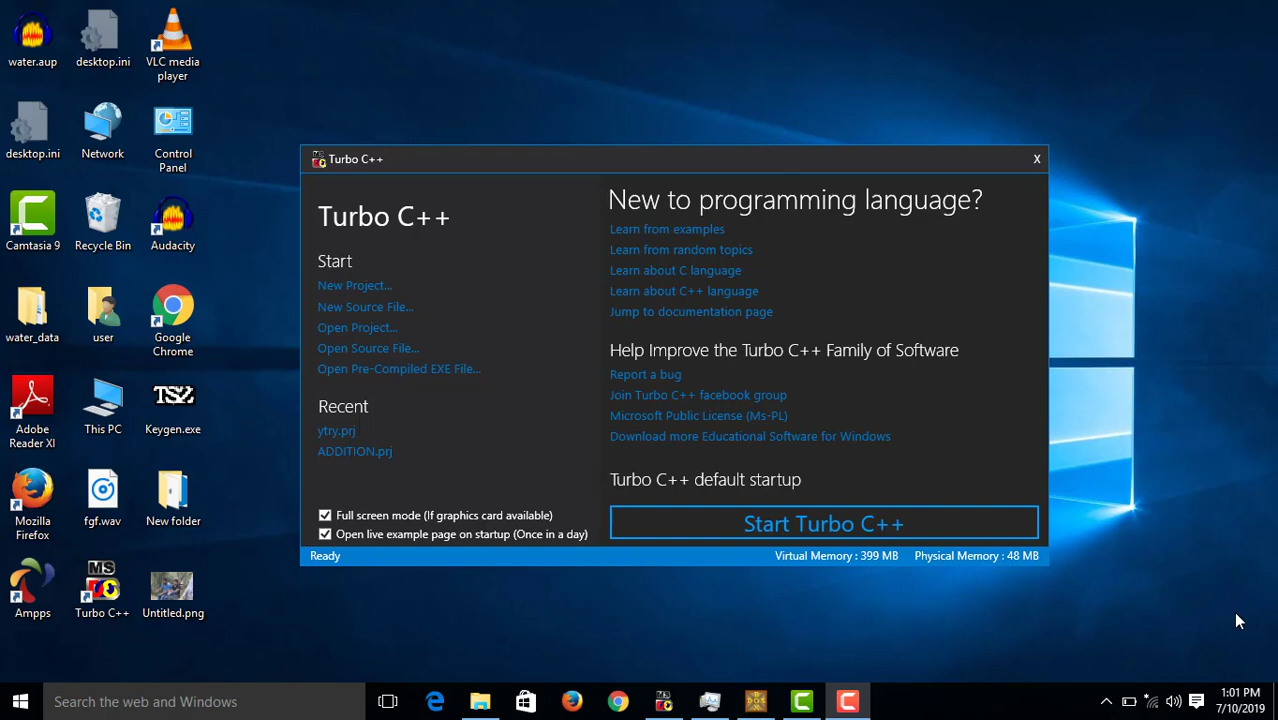 water.aup
desktop.ini
VLC media
player
desktop.ini
Network
Control
Panel
Camtasia 9
Recycle Bin
Audacity
water_data
user
Google
Chrome
Adobe
Reader XI
This PC
TSZ
Keygen.exe
Mozilla
Firefox
fgf.wav
New folder
Ampps
MS
Turbo C++
Untitled.png
Turbo C++
X
Turbo C++
Start
New Project...
New Source File...
Open Project...
Open Source File...
Open Pre-Compiled EXE File...
Recent
ytry.prj
ADDITION.prj
Full screen mode (If graphics card available)
Open live example page on startup (Once in a day)
New to programming language?
Learn from examples
Learn from random topics
Learn about C language
Learn about C++ language
Jump to documentation page
Help Improve the Turbo C++ Family of Software
Report a bug
Join Turbo C++ facebook group
Microsoft Public License (Ms-PL)
Download more Educational Software for Windows
Turbo C++ default startup
Start Turbo C++
Ready
Virtual Memory : 399 MB
Physical Memory : 48 MB
Search the web and Windows
1:01 PM
7/10/2019